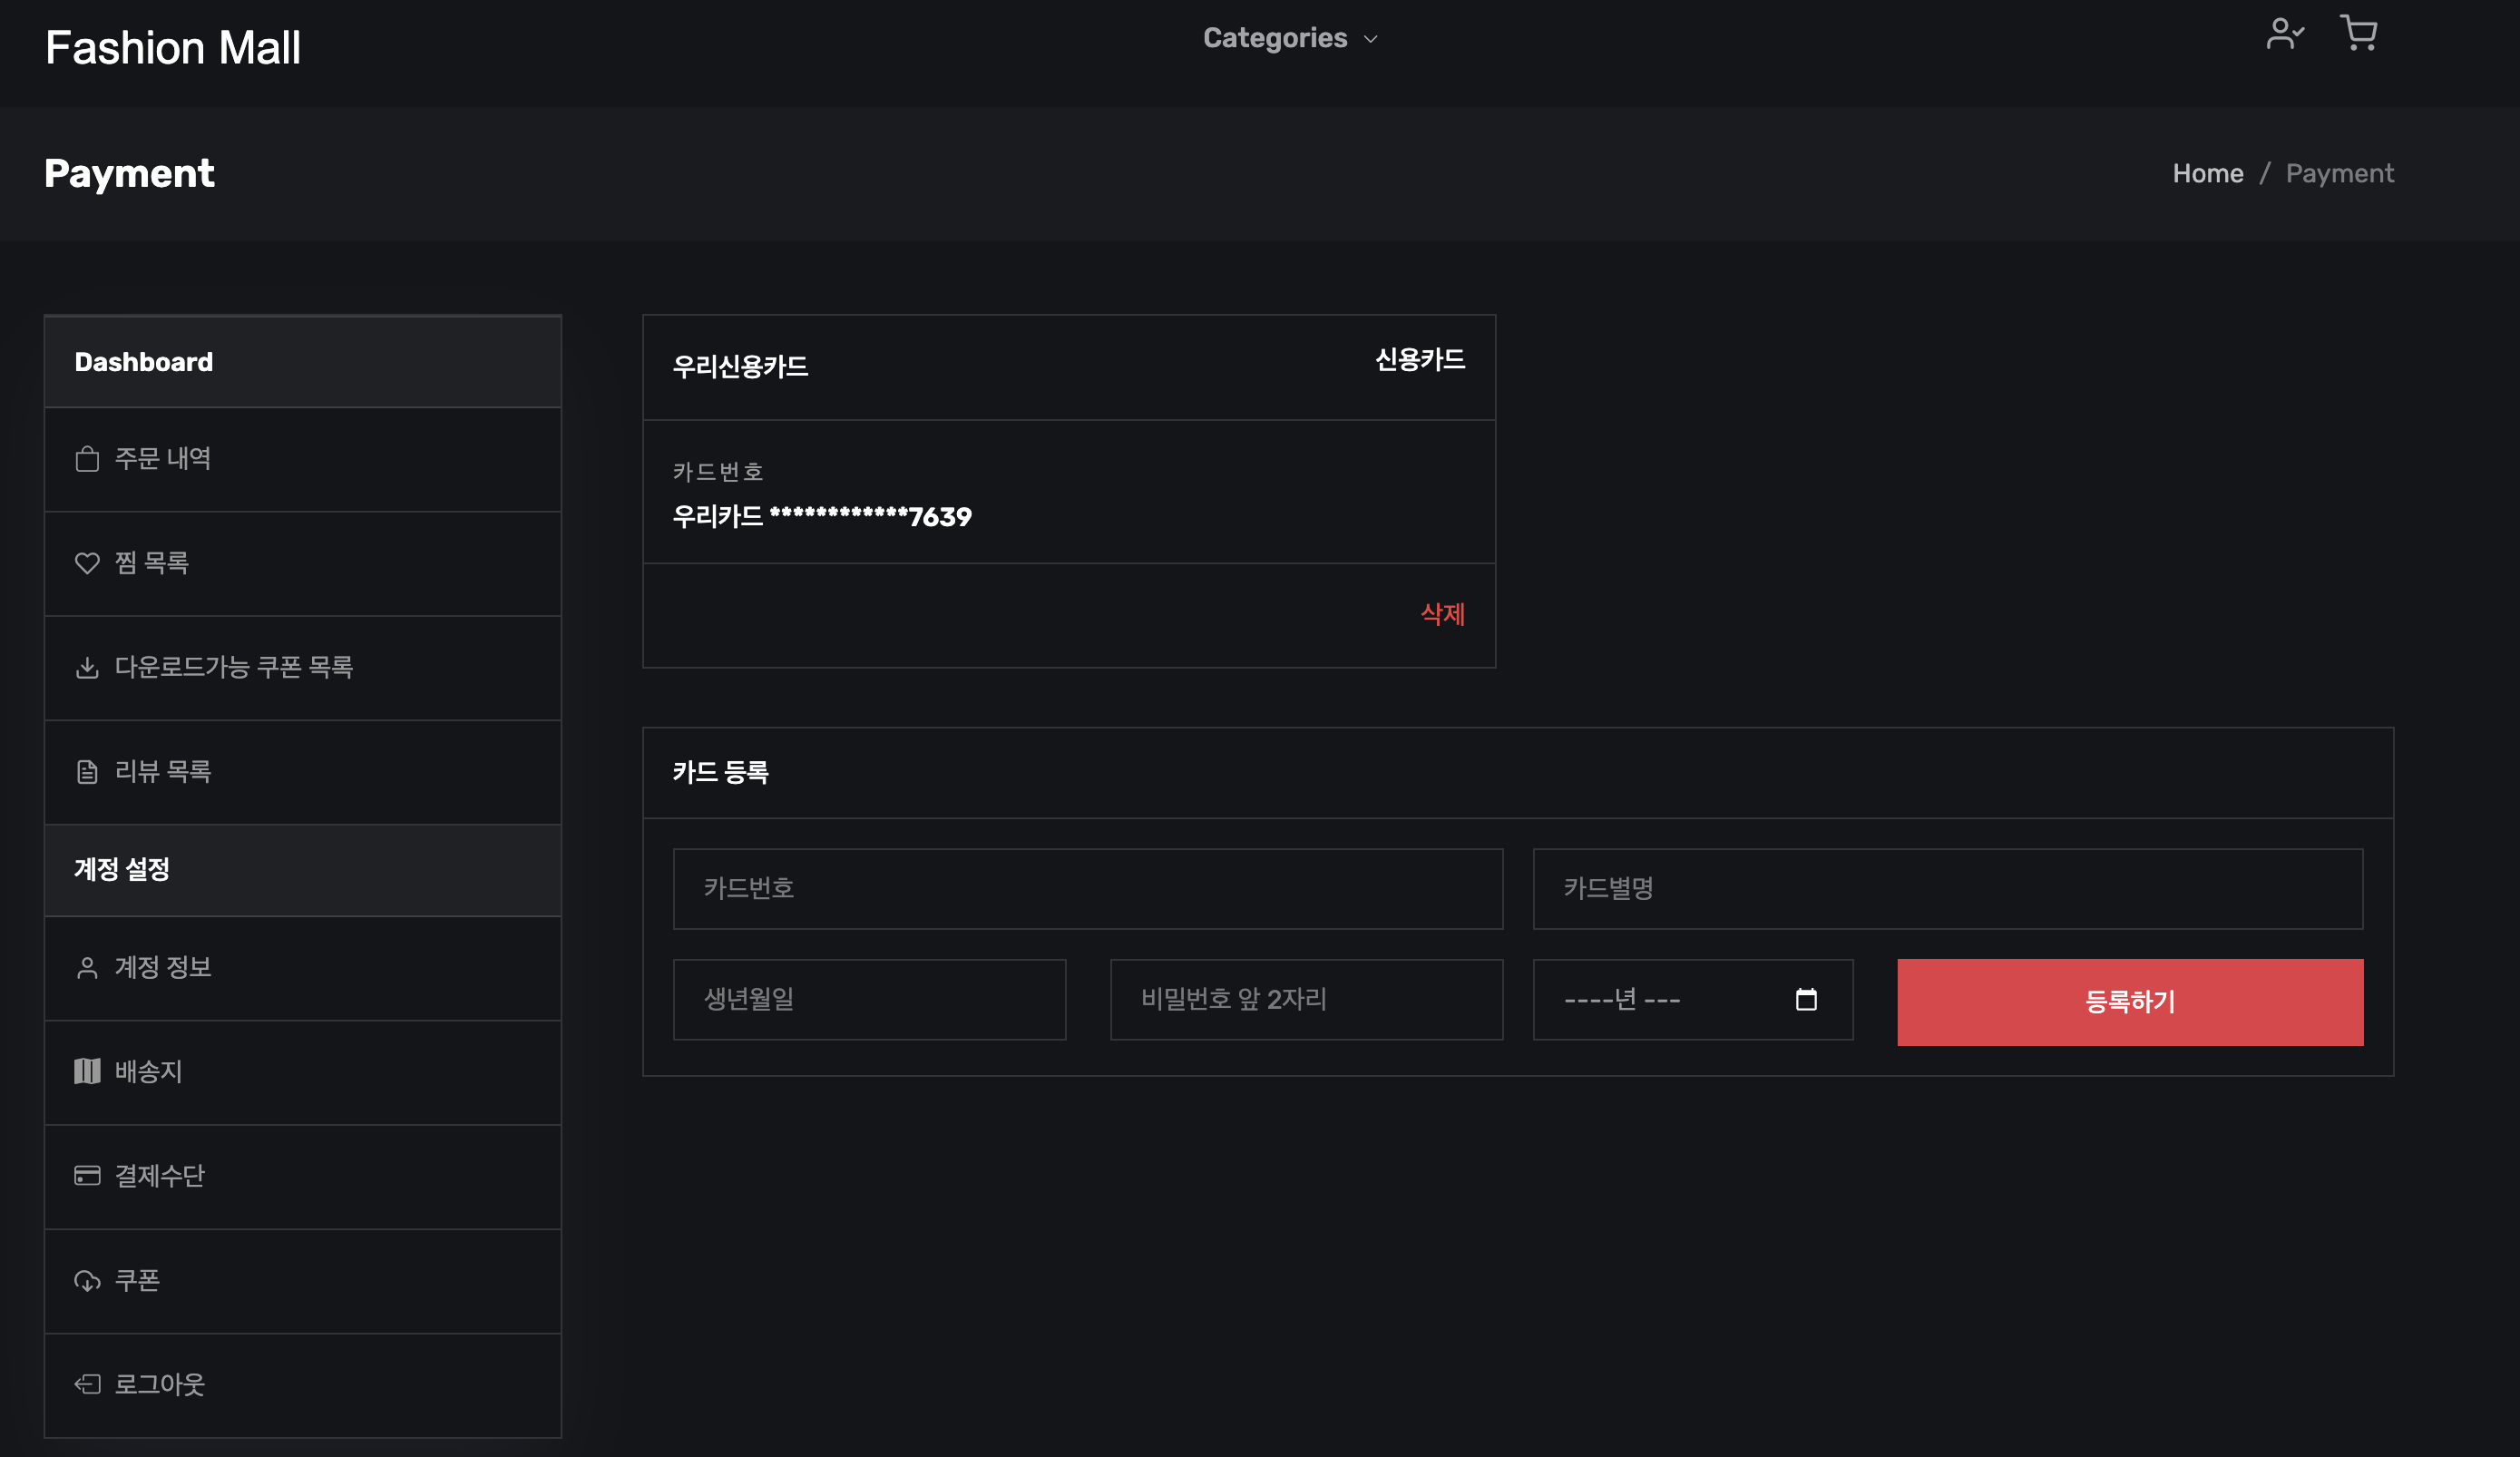 Fashion Mall
Categories
Payment
Home / Payment
Dashboard
주문 내역
찜 목록
다운로드가능 쿠폰 목록
리뷰 목록
계정 설정
계정 정보
배송지
결제수단
쿠폰
로그아웃
우리신용카드
신용카드
카드번호
우리카드 ************7639
삭제
카드 등록
카드번호
카드별명
생년월일
비밀번호 앞 2자리
----년 ---
등록하기